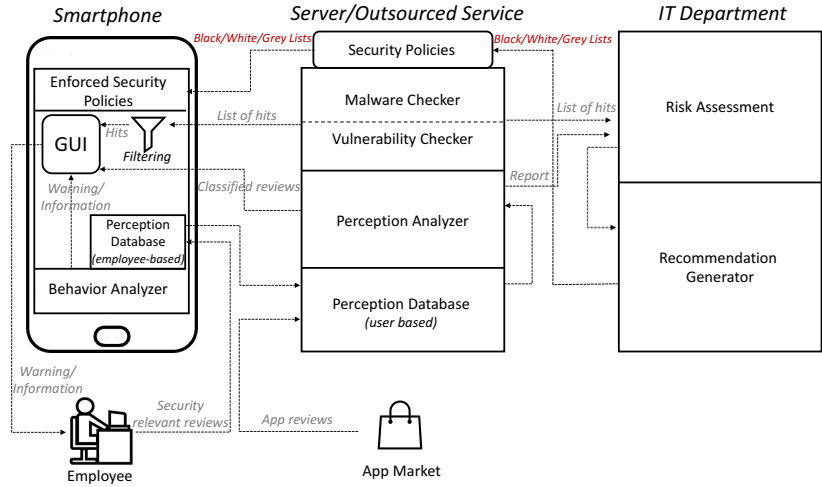 Smartphone
Server/Outsourced Service
IT Department
Black/White/Grey Lists
Security Policies
Black/White/Grey Lists
Enforced Security
Policies
Malware Checker
Vulnerability Checker
List of hits
List of hits
Risk Assessment
Hits
GUI
Filtering
Warning/
Information
Classified reviews
Report
Perception Analyzer
Perception
Database
(employee-based)
Behavior Analyzer
Perception Database
(user based)
Recommendation
Generator
Warning/
Information
Security
relevant reviews
App reviews
Employee
App Market